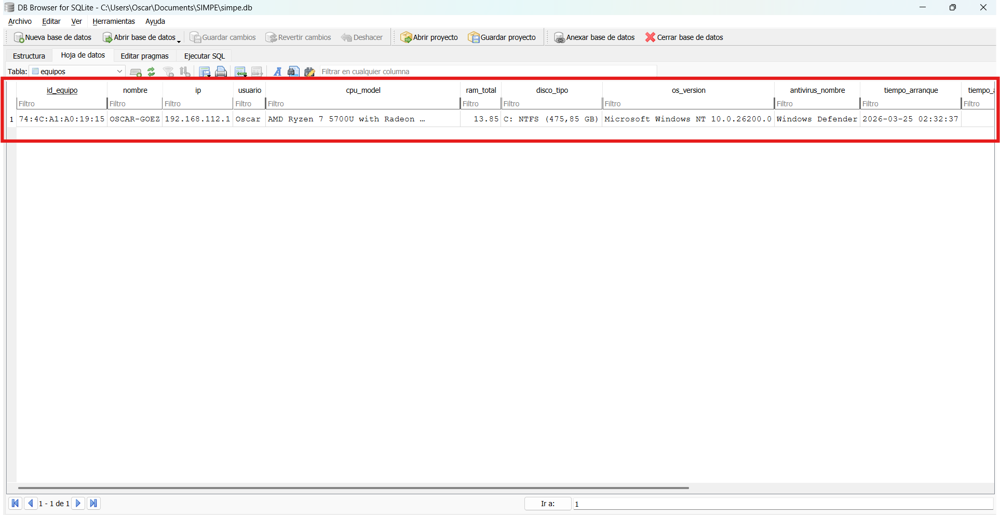 DB Browser for SQLite - C:\Users\Oscar\Documents\SIMPE\simpe.db
Archivo Editar Ver Herramientas Ayuda
Nueva base de datos Abrir base de datos Guardar cambios Revertir cambios Deshacer Abrir proyecto Guardar proyecto Anexar base de datos Cerrar base de datos
Estructura Hoja de datos Editar pragmas Ejecutar SQL
Tabla: equipos Filtrar en cualquier columna
id_equipo nombre ip usuario cpu_model ram_total disco_tipo os_version antivirus_nombre tiempo_arranque tiempo_a
Filtro Filtro Filtro Filtro Filtro Filtro Filtro Filtro Filtro Filtro Filtro
1 74:4C:A1:A0:19:15 OSCAR-GOEZ 192.168.112.1 Oscar AMD Ryzen 7 5700U with Radeon … 13.85 C: NTFS (475,85 GB) Microsoft Windows NT 10.0.26200.0 Windows Defender 2026-03-25 02:32:37
1 - 1 de 1 Ir a: 1